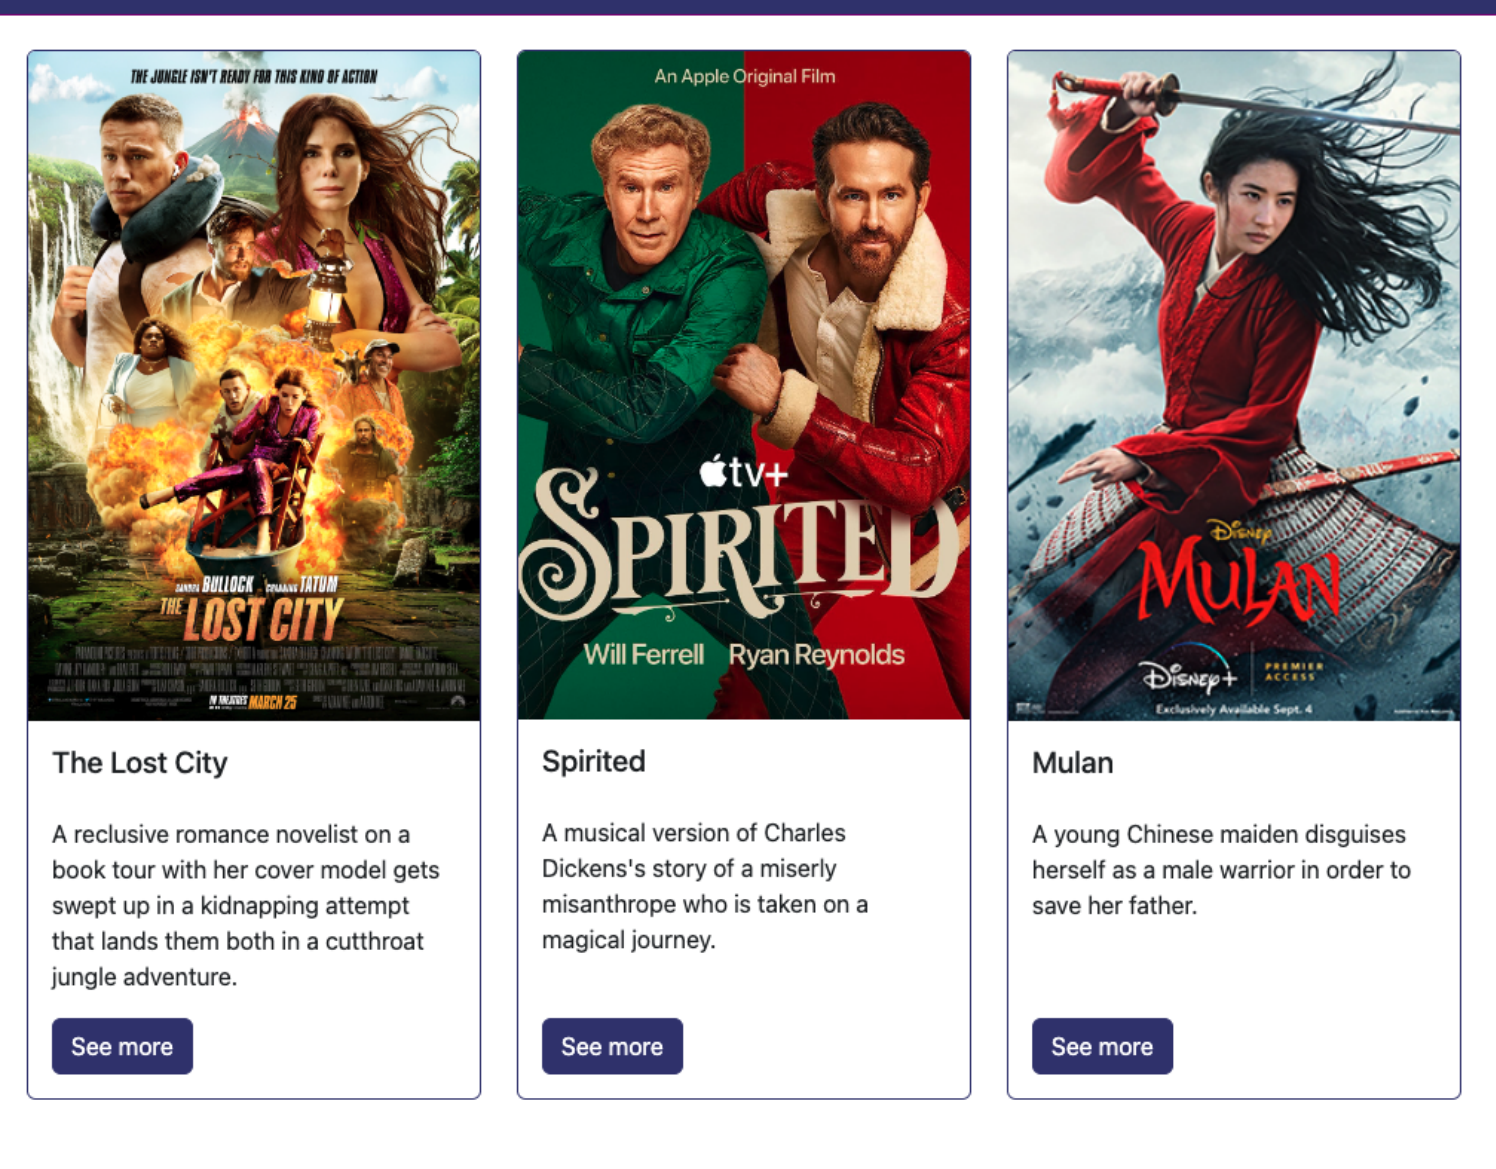 THE JUNGLE ISN'T READY FOR THIS KIND OF ACTION
SANDRA BULLOCK CHANNING TATUM
THE
LOST CITY
IN THEATRES MARCH 25
The Lost City
A reclusive romance novelist on a
book tour with her cover model gets
swept up in a kidnapping attempt
that lands them both in a cutthroat
jungle adventure.
See more
An Apple Original Film
tv+
SPIRITED
Will Ferrell Ryan Reynolds
Spirited
A musical version of Charles
Dickens's story of a miserly
misanthrope who is taken on a
magical journey.
See more
Disney
MULAN
Disney+ PREMIER
ACCESS
Exclusively Available Sept. 4
Mulan
A young Chinese maiden disguises
herself as a male warrior in order to
save her father.
See more